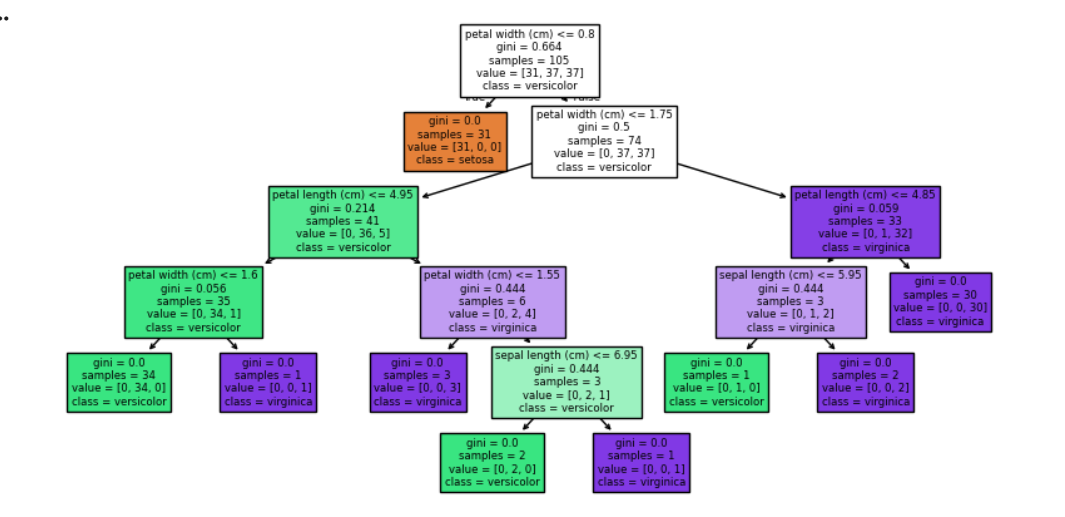 ..
petal width (cm) <= 0.8
gini = 0.664
samples = 105
value = [31, 37, 37]
class = versicolor
gini = 0.0
samples = 31
value = [31, 0, 0]
class = setosa
petal width (cm) <= 1.75
gini = 0.5
samples = 74
value = [0, 37, 37]
class = versicolor
petal length (cm) <= 4.95
gini = 0.214
samples = 41
value = [0, 36, 5]
class = versicolor
petal length (cm) <= 4.85
gini = 0.059
samples = 33
value = [0, 1, 32]
class = virginica
petal width (cm) <= 1.6
gini = 0.056
samples = 35
value = [0, 34, 1]
class = versicolor
petal width (cm) <= 1.55
gini = 0.444
samples = 6
value = [0, 2, 4]
class = virginica
sepal length (cm) <= 5.95
gini = 0.444
samples = 3
value = [0, 1, 2]
class = virginica
gini = 0.0
samples = 30
value = [0, 0, 30]
class = virginica
gini = 0.0
samples = 34
value = [0, 34, 0]
class = versicolor
gini = 0.0
samples = 1
value = [0, 0, 1]
class = virginica
gini = 0.0
samples = 3
value = [0, 0, 3]
class = virginica
sepal length (cm) <= 6.95
gini = 0.444
samples = 3
value = [0, 2, 1]
class = versicolor
gini = 0.0
samples = 1
value = [0, 1, 0]
class = versicolor
gini = 0.0
samples = 2
value = [0, 0, 2]
class = virginica
gini = 0.0
samples = 2
value = [0, 2, 0]
class = versicolor
gini = 0.0
samples = 1
value = [0, 0, 1]
class = virginica